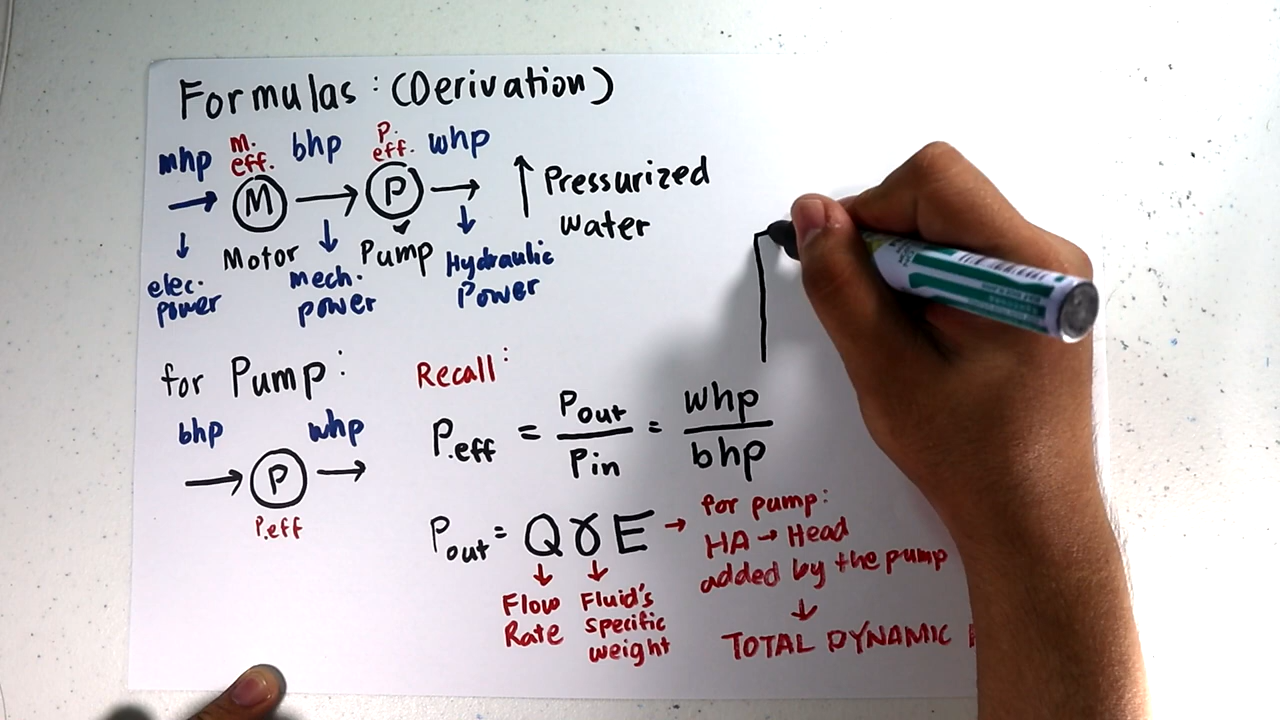 Formulas: (Derivation)
mhp m. eff. bhp P. eff. whp
M P
Pressurized
water
Motor Pump
elec. power
mech. power
Hydraulic Power
for Pump:
bhp whp
P
P.eff
Recall:
P.eff = Pout/Pin = whp/bhp
Pout = QγE → for pump:
HA → Head
added by the pump
Flow Rate
Fluid's specific weight
TOTAL DYNAMIC